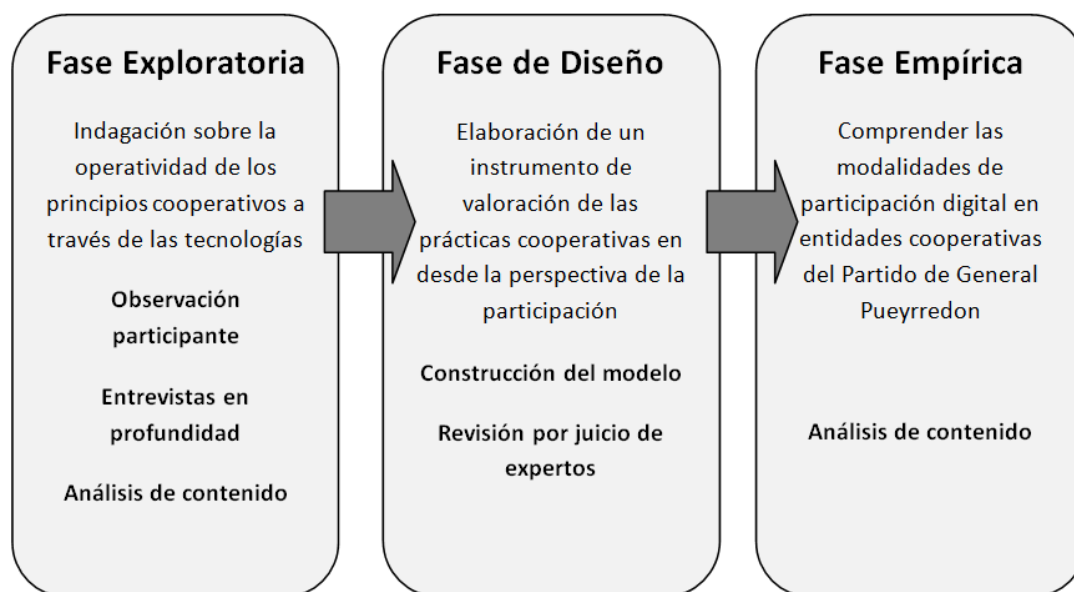 Fase Exploratoria
Indagación sobre la
operatividad de los
principios cooperativos a
través de las tecnologías
Observación
participante
Entrevistas en
profundidad
Análisis de contenido
Fase de Diseño
Elaboración de un
instrumento de
valoración de las
prácticas cooperativas en
desde la perspectiva de la
participación
Construcción del modelo
Revisión por juicio de
expertos
Fase Empírica
Comprender las
modalidades de
participación digital en
entidades cooperativas
del Partido de General
Pueyrredon
Análisis de contenido